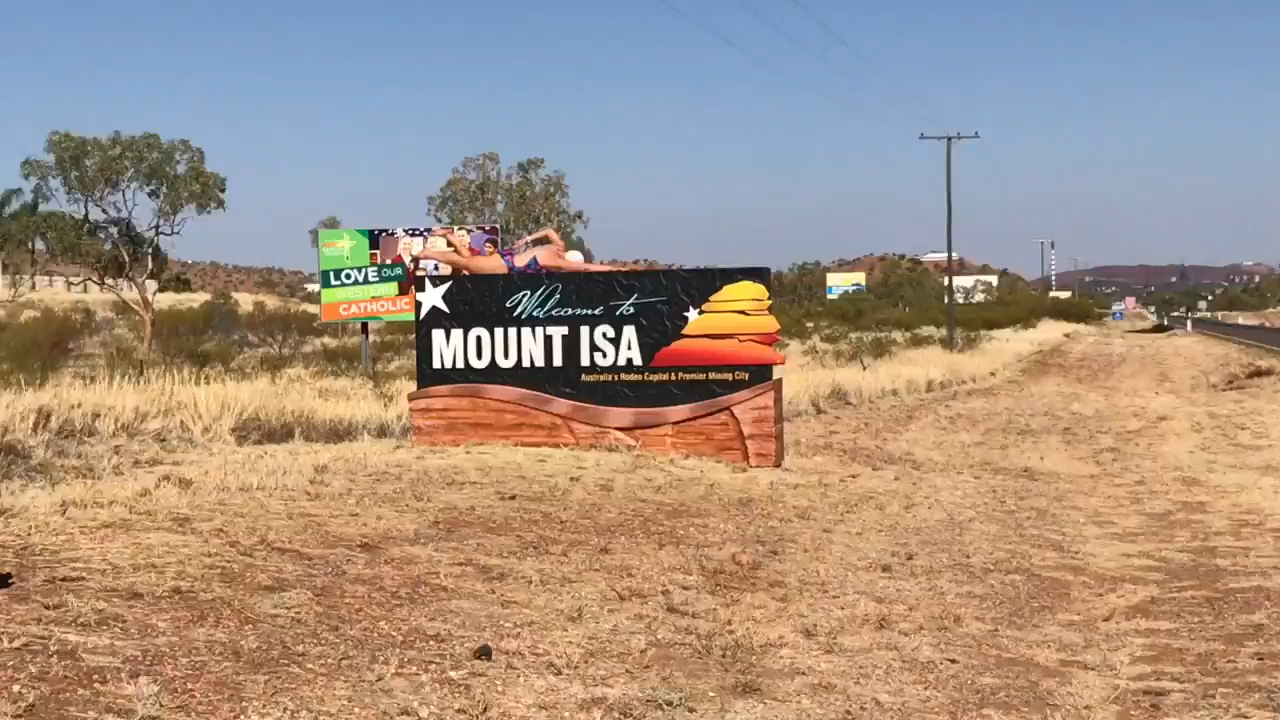 LOVE OUR
WESTERN
CATHOLIC
Welcome to
MOUNT ISA
Australia's Rodeo Capital & Premier Mining City